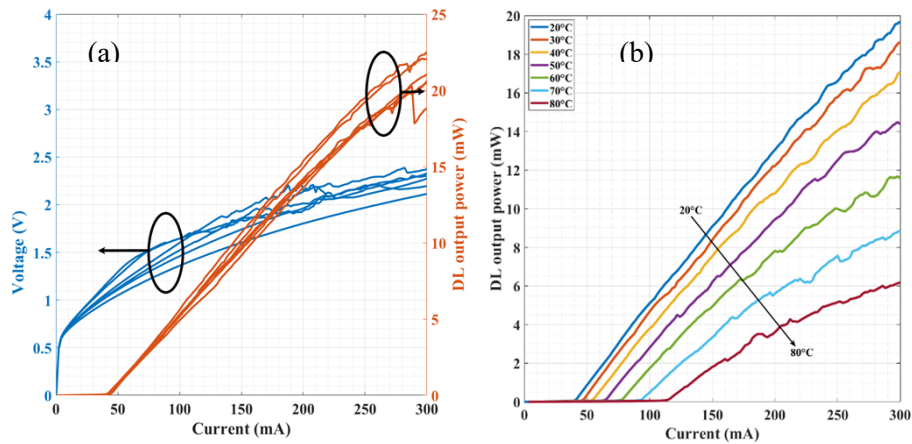 (a)
4
3.5
3
2.5
2
1.5
1
0.5
0
Voltage (V)
25
20
15
10
5
0
DL output power (mW)
0 50 100 150 200 250 300
Current (mA)
(b)
20
18
16
14
12
10
8
6
4
2
0
DL output power (mW)
20°C
30°C
40°C
50°C
60°C
70°C
80°C
20°C
80°C
0 50 100 150 200 250 300
Current (mA)